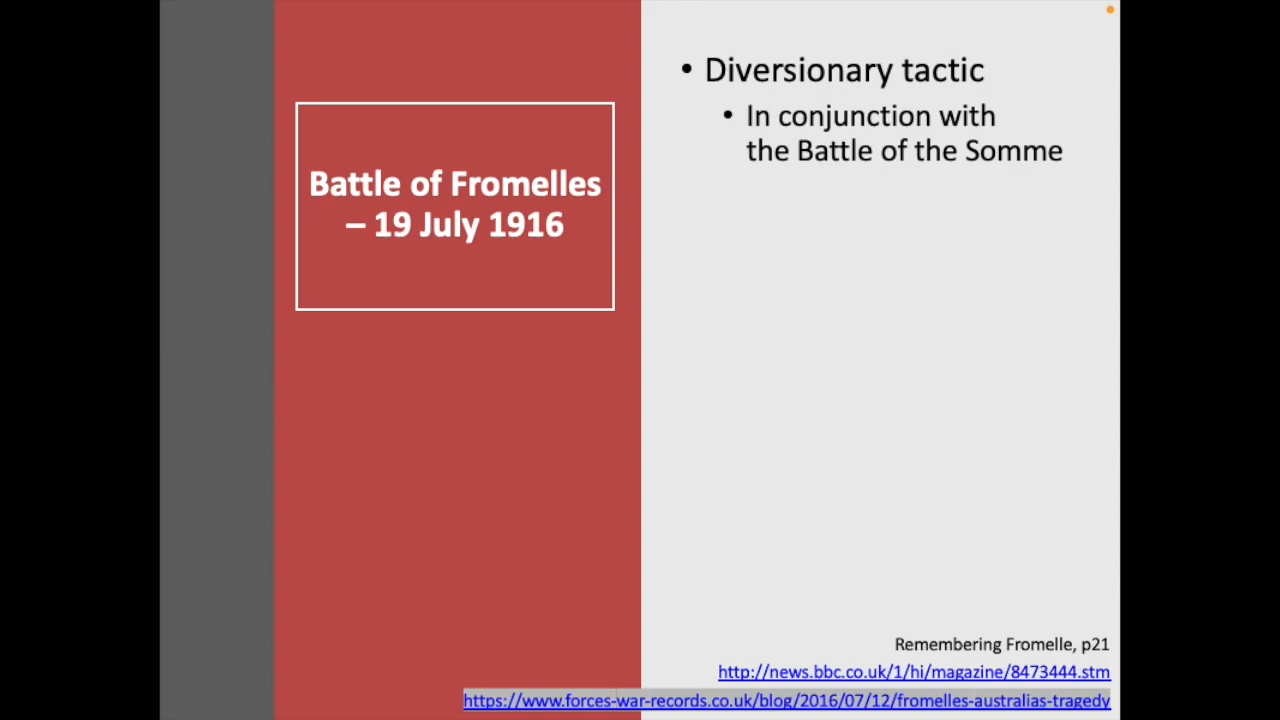 Battle of Fromelles
– 19 July 1916
• Diversionary tactic
• In conjunction with
the Battle of the Somme
Remembering Fromelle, p21
http://news.bbc.co.uk/1/hi/magazine/8473444.stm
https://www.forces-war-records.co.uk/blog/2016/07/12/fromelles-australias-tragedy